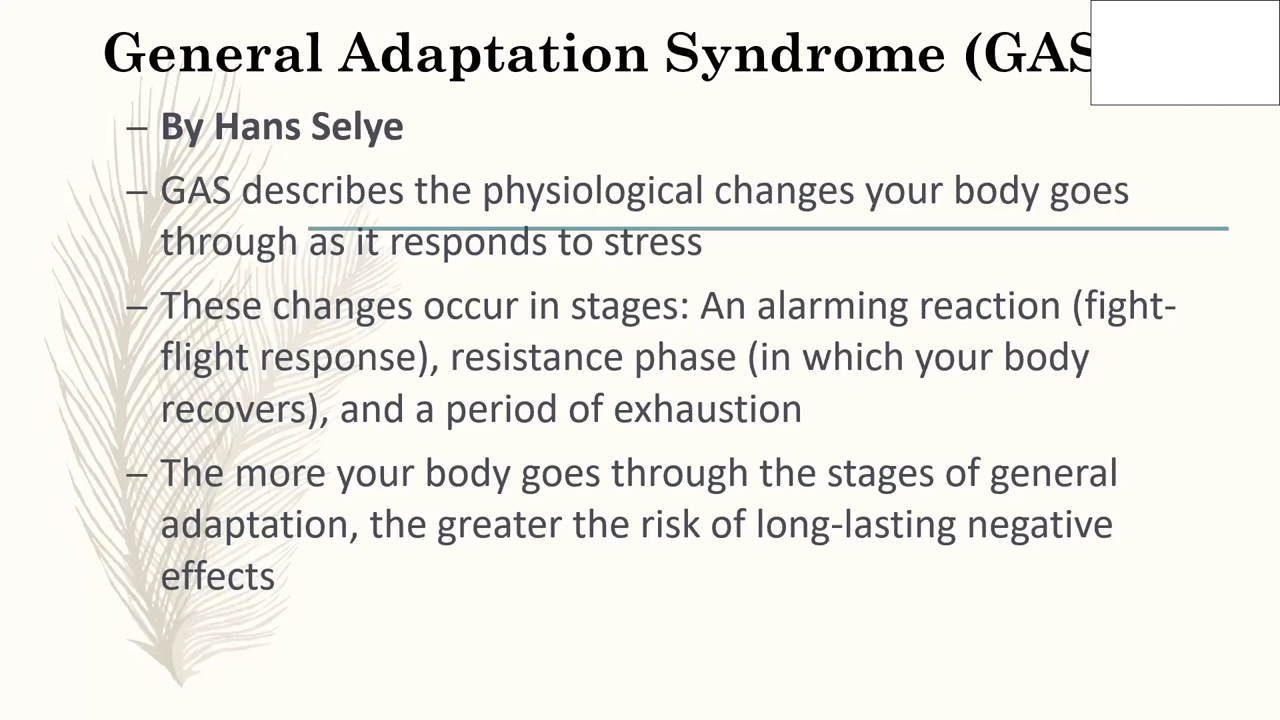 General Adaptation Syndrome (GAS
– By Hans Selye
– GAS describes the physiological changes your body goes
through as it responds to stress
– These changes occur in stages: An alarming reaction (fight-
flight response), resistance phase (in which your body
recovers), and a period of exhaustion
– The more your body goes through the stages of general
adaptation, the greater the risk of long-lasting negative
effects